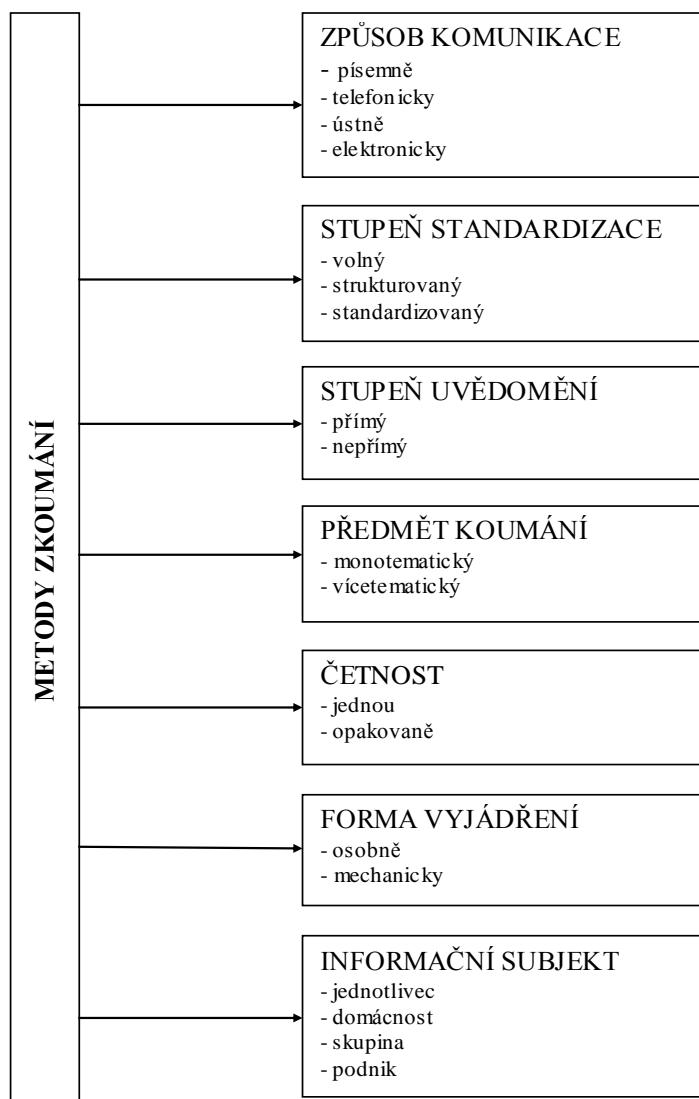 METODY ZKOUMÁNÍ
ZPŮSOB KOMUNIKACE
- písemně
- telefonicky
- ústně
- elektronicky
STUPEŇ STANDARDIZACE
- volný
- strukturovaný
- standardizovaný
STUPEŇ UVĚDOMĚNÍ
- přímý
- nepřímý
PŘEDMĚT KOUMÁNÍ
- monotematický
- vícetematický
ČETNOST
- jednou
- opakovaně
FORMA VYJÁDŘENÍ
- osobně
- mechanicky
INFORMAČNÍ SUBJEKT
- jednotlivec
- domácnost
- skupina
- podnik